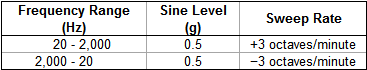 Frequency Range (Hz) Sine Level (g) Sweep Rate
20 - 2,000 0.5 +3 octaves/minute
2,000 - 20 0.5 –3 octaves/minute